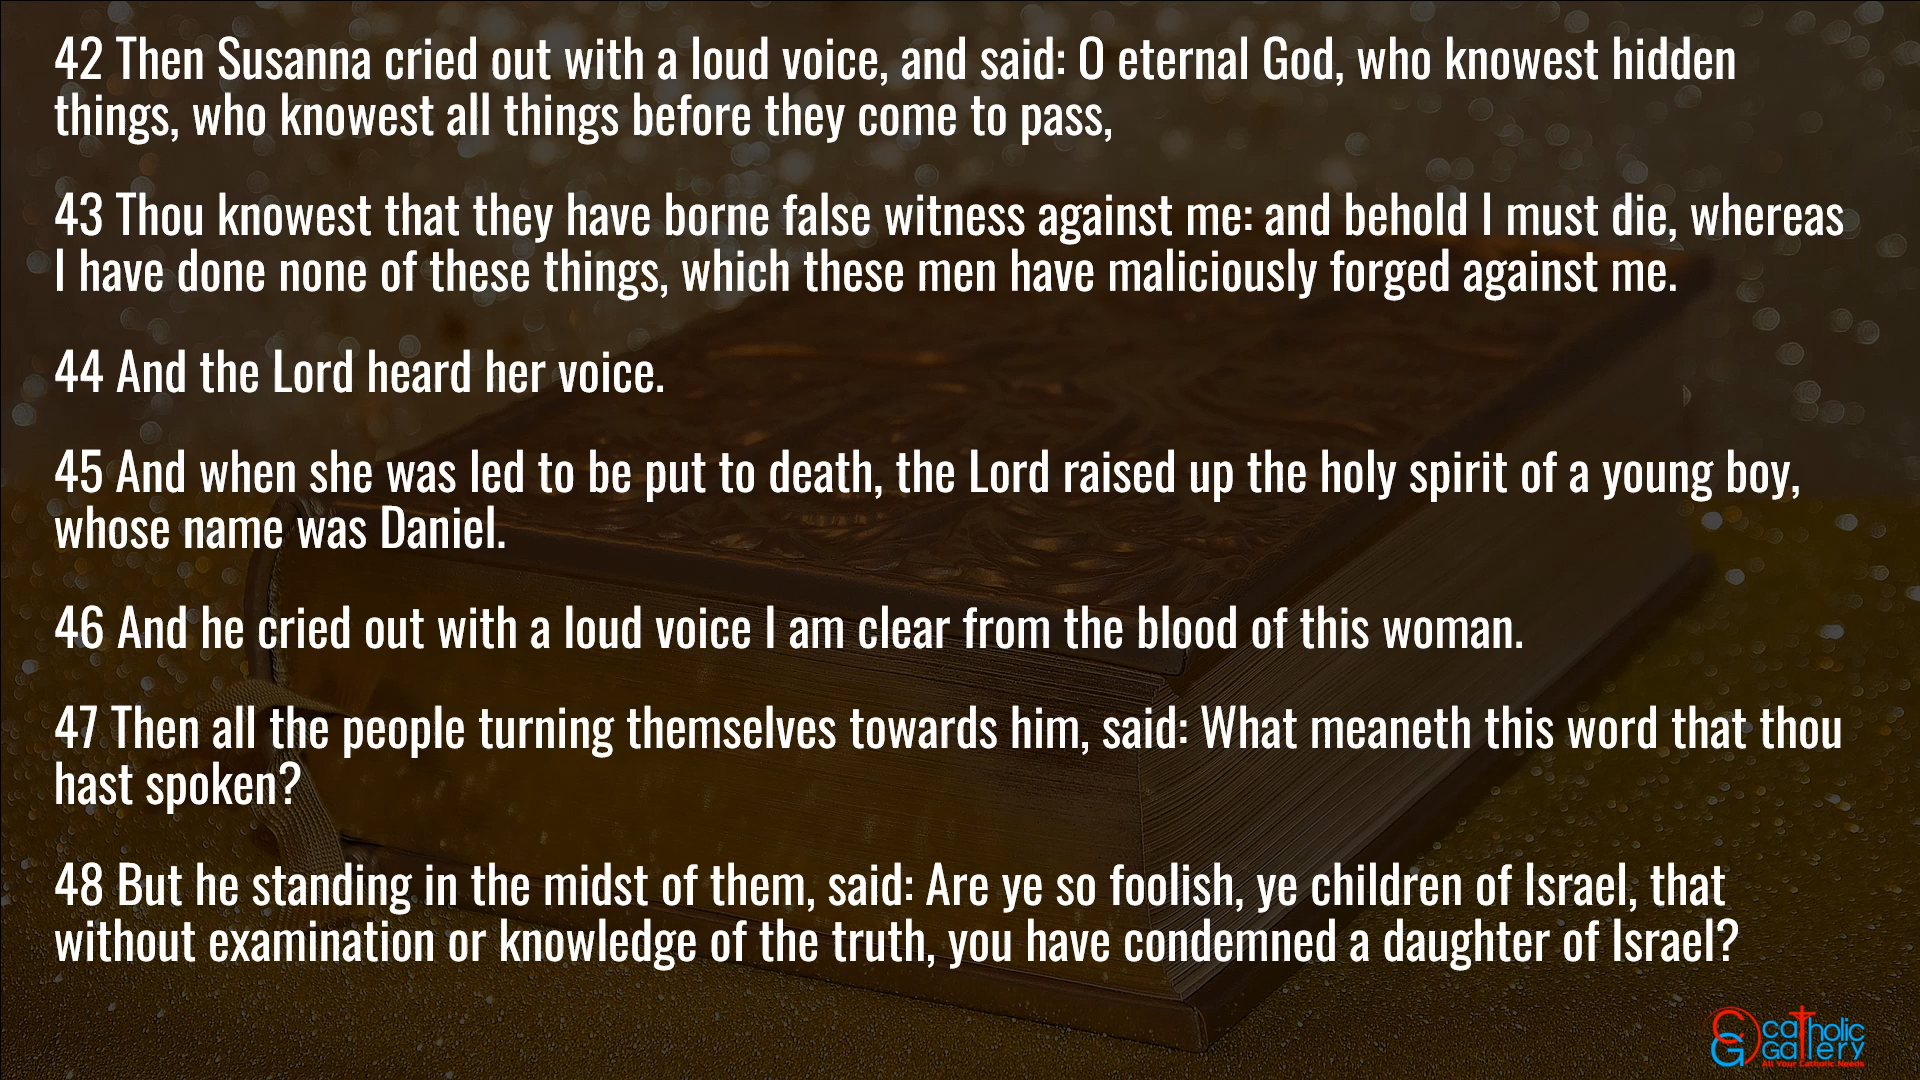 42 Then Susanna cried out with a loud voice, and said: O eternal God, who knowest hidden
things, who knowest all things before they come to pass,
43 Thou knowest that they have borne false witness against me: and behold I must die, whereas
I have done none of these things, which these men have maliciously forged against me.
44 And the Lord heard her voice.
45 And when she was led to be put to death, the Lord raised up the holy spirit of a young boy,
whose name was Daniel.
46 And he cried out with a loud voice I am clear from the blood of this woman.
47 Then all the people turning themselves towards him, said: What meaneth this word that thou
hast spoken?
48 But he standing in the midst of them, said: Are ye so foolish, ye children of Israel, that
without examination or knowledge of the truth, you have condemned a daughter of Israel?
CG catholic
Gallery
All Your Catholic Needs